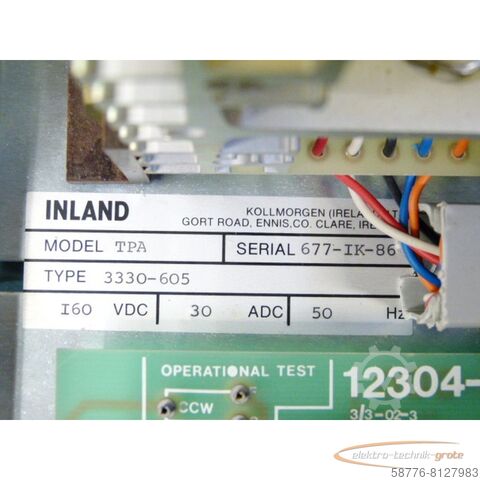 INLAND
KOLLMORGEN (IRELA
GORT ROAD, ENNIS, CO. CLARE, IRE
MODEL TPA
SERIAL 677-IK-86
TYPE 3330-605
160 VDC 30 ADC 50 Hz
OPERATIONAL TEST
12304-
3/3-02-3
CCW
elektro-technik-grote
58776-8127983